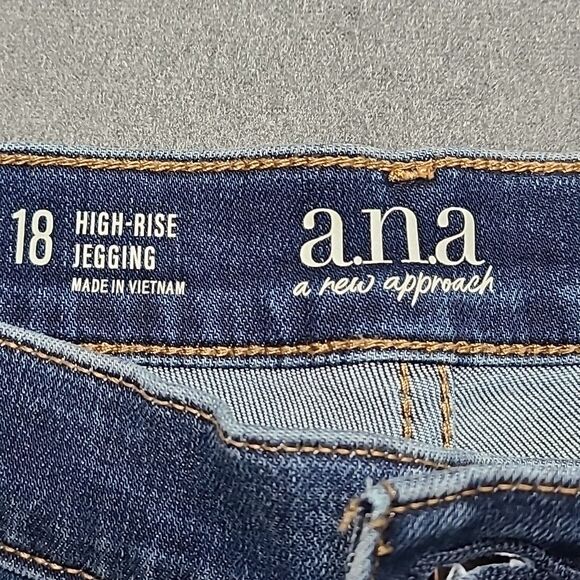 18
HIGH-RISE
JEGGING
MADE IN VIETNAM
a.n.a
a new approach